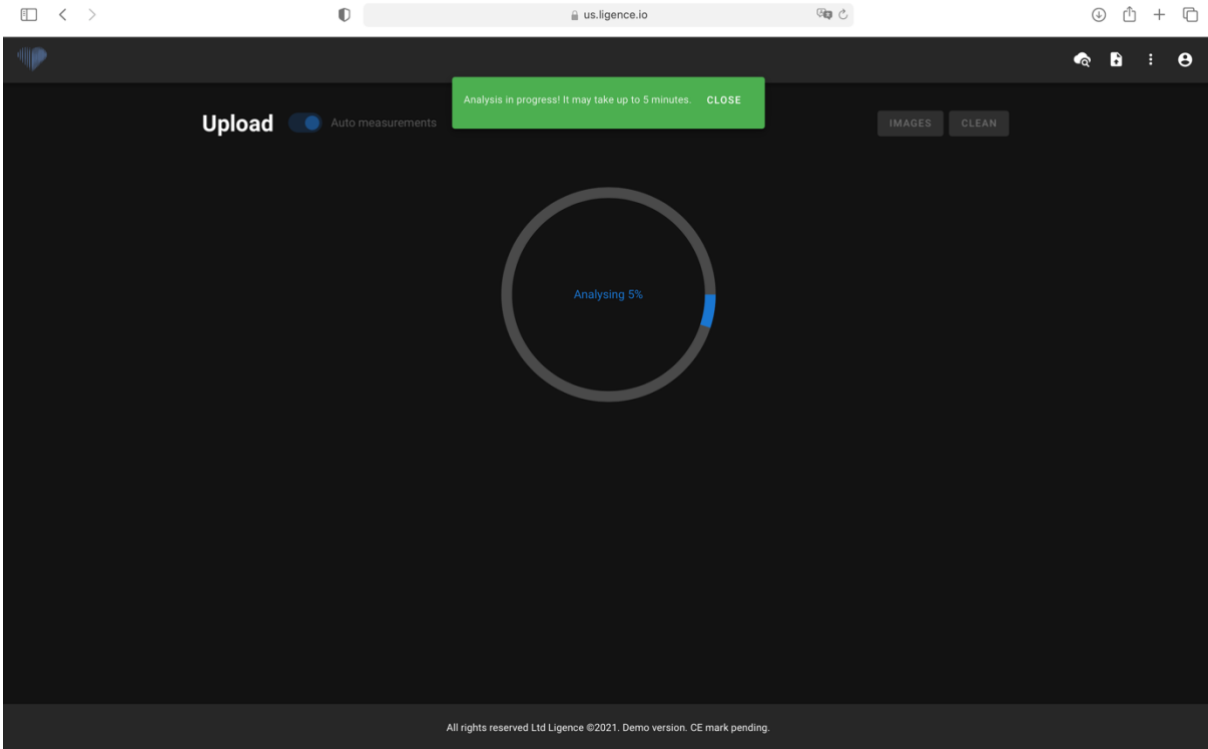 us.ligence.io
Analysis in progress! It may take up to 5 minutes. CLOSE
Upload Auto measurements IMAGES CLEAN
Analysing 5%
All rights reserved Ltd Ligence ©2021. Demo version. CE mark pending.